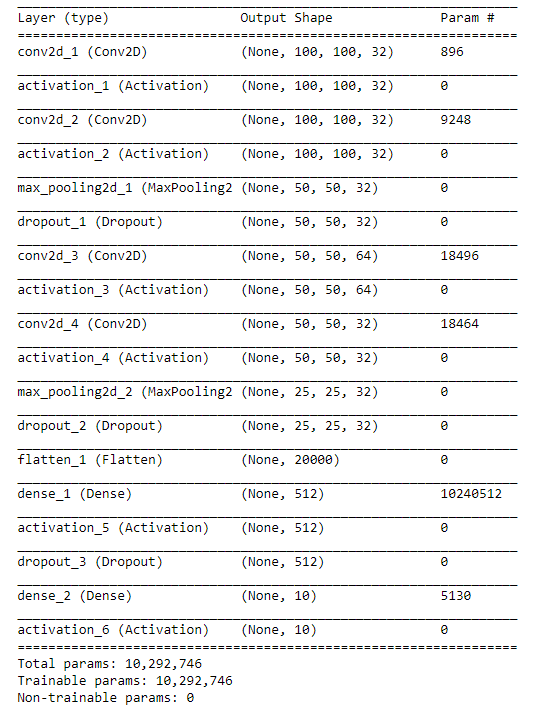 Layer (type) Output Shape Param #
=================================================================
conv2d_1 (Conv2D) (None, 100, 100, 32) 896
activation_1 (Activation) (None, 100, 100, 32) 0
conv2d_2 (Conv2D) (None, 100, 100, 32) 9248
activation_2 (Activation) (None, 100, 100, 32) 0
max_pooling2d_1 (MaxPooling2 (None, 50, 50, 32) 0
dropout_1 (Dropout) (None, 50, 50, 32) 0
conv2d_3 (Conv2D) (None, 50, 50, 64) 18496
activation_3 (Activation) (None, 50, 50, 64) 0
conv2d_4 (Conv2D) (None, 50, 50, 32) 18464
activation_4 (Activation) (None, 50, 50, 32) 0
max_pooling2d_2 (MaxPooling2 (None, 25, 25, 32) 0
dropout_2 (Dropout) (None, 25, 25, 32) 0
flatten_1 (Flatten) (None, 20000) 0
dense_1 (Dense) (None, 512) 10240512
activation_5 (Activation) (None, 512) 0
dropout_3 (Dropout) (None, 512) 0
dense_2 (Dense) (None, 10) 5130
activation_6 (Activation) (None, 10) 0
=================================================================
Total params: 10,292,746
Trainable params: 10,292,746
Non-trainable params: 0